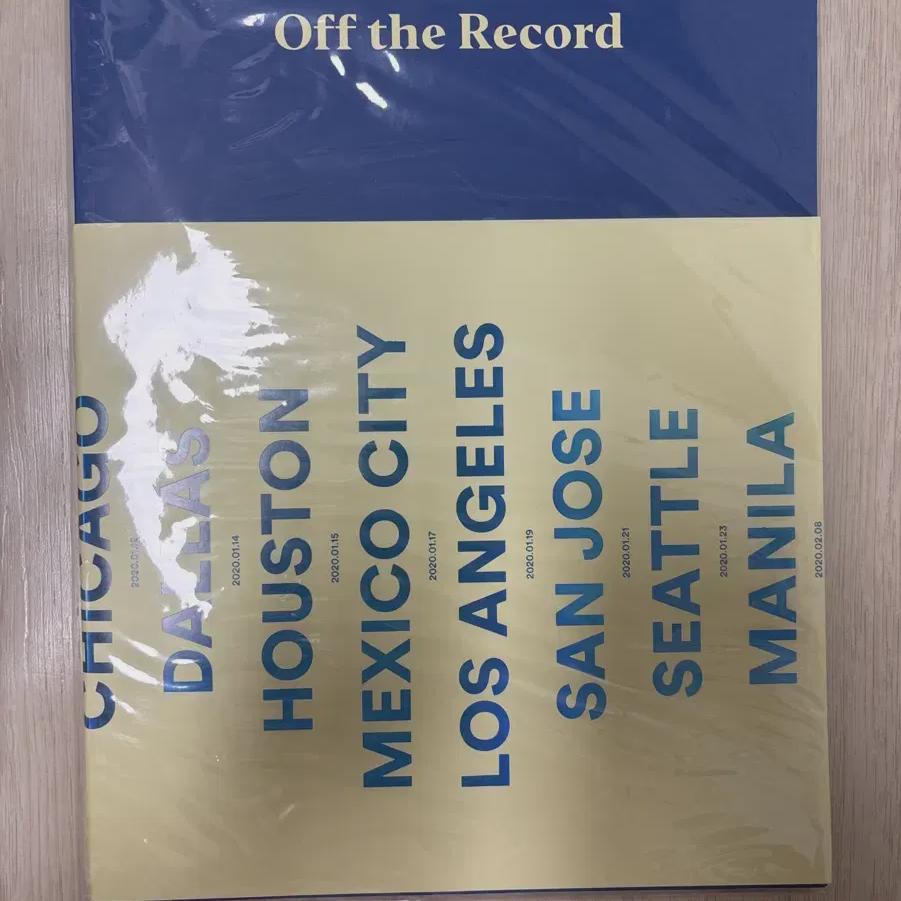 Off the Record
CHICAGO
DALLAS
2020.01.14
HOUSTON
2020.01.15
MEXICO CITY
2020.01.17
LOS ANGELES
2020.01.19
SAN JOSE
2020.01.21
SEATTLE
2020.01.23
MANILA
2020.02.08